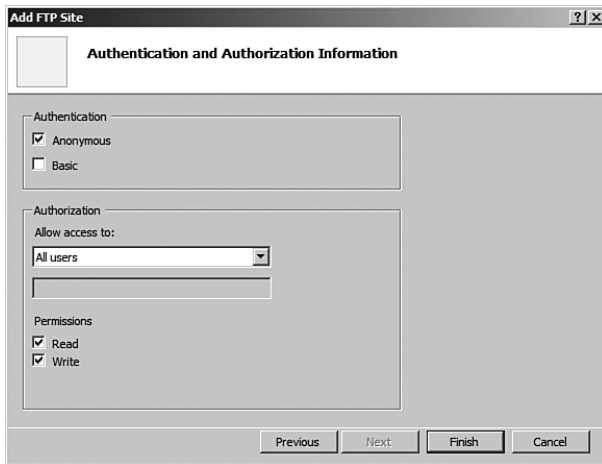 Add FTP Site
Authentication and Authorization Information
Authentication
Anonymous
Basic
Authorization
Allow access to:
All users
Permissions
Read
Write
Previous Next Finish Cancel